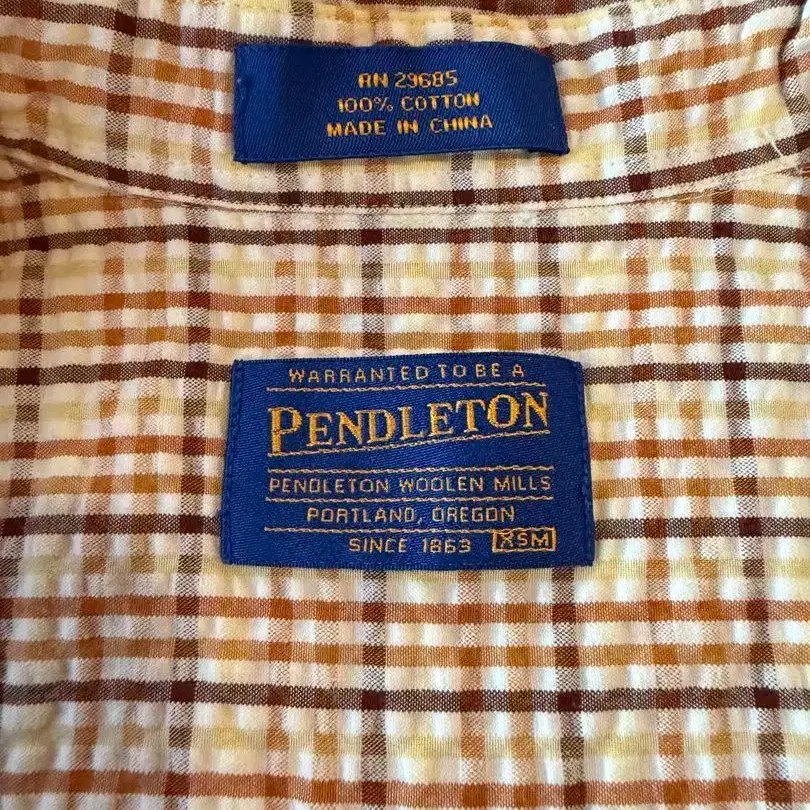 RN 29685
100% COTTON
MADE IN CHINA
WARRANTED TO BE A
PENDLETON
PENDLETON WOOLEN MILLS
PORTLAND, OREGON
SINCE 1863 XSM